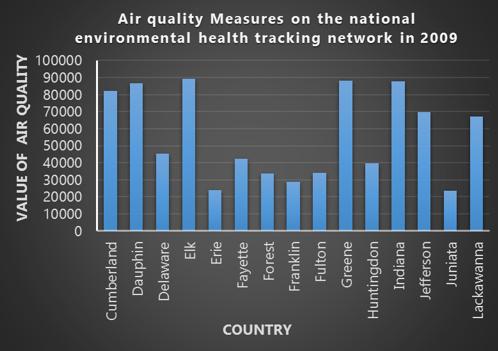 Air quality Measures on the national
environmental health tracking network in 2009
VALUE OF AIR QUALITY
100000
90000
80000
70000
60000
50000
40000
30000
20000
10000
0
Cumberland
Dauphin
Delaware
Elk
Erie
Fayette
Forest
Franklin
Fulton
Greene
Huntingdon
Indiana
Jefferson
Juniata
Lackawanna
COUNTRY